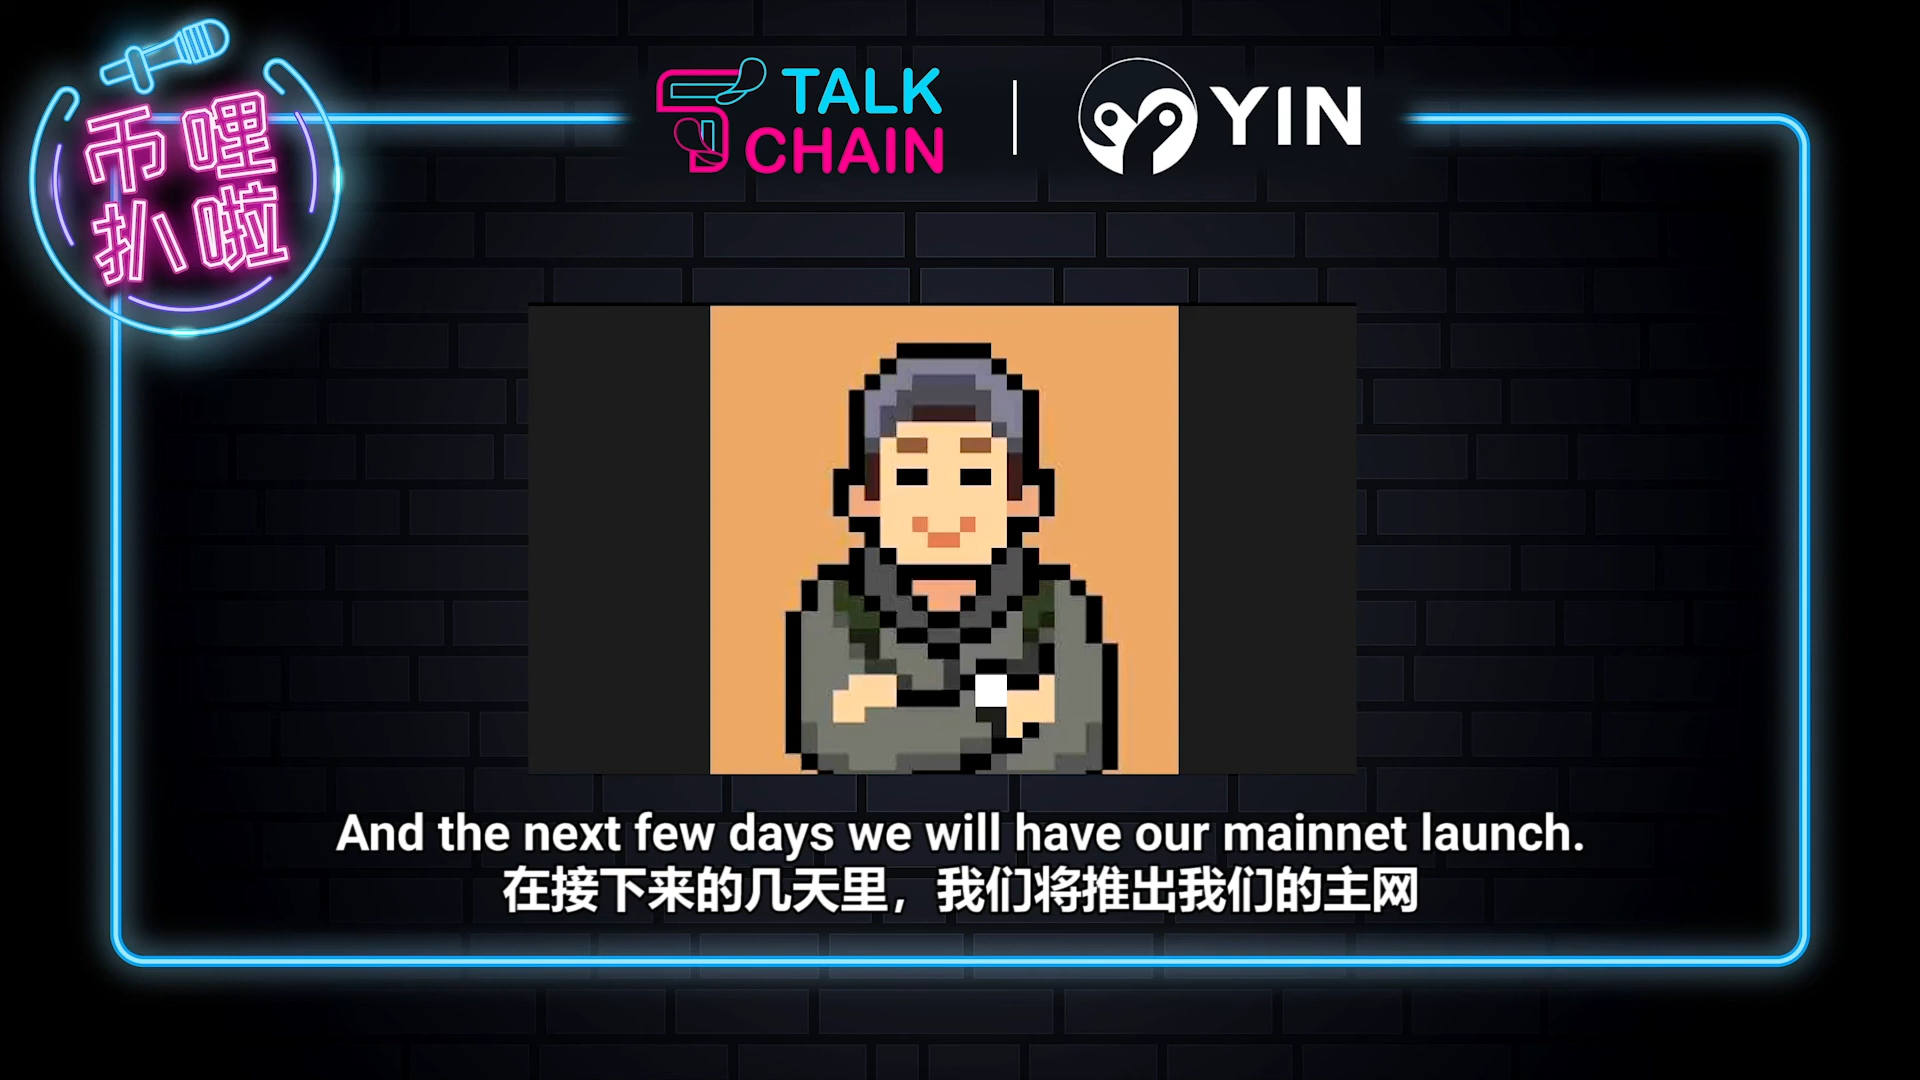 币哩
扒啦
TALK
CHAIN
YIN
And the next few days we will have our mainnet launch.
在接下来的几天里，我们将推出我们的主网